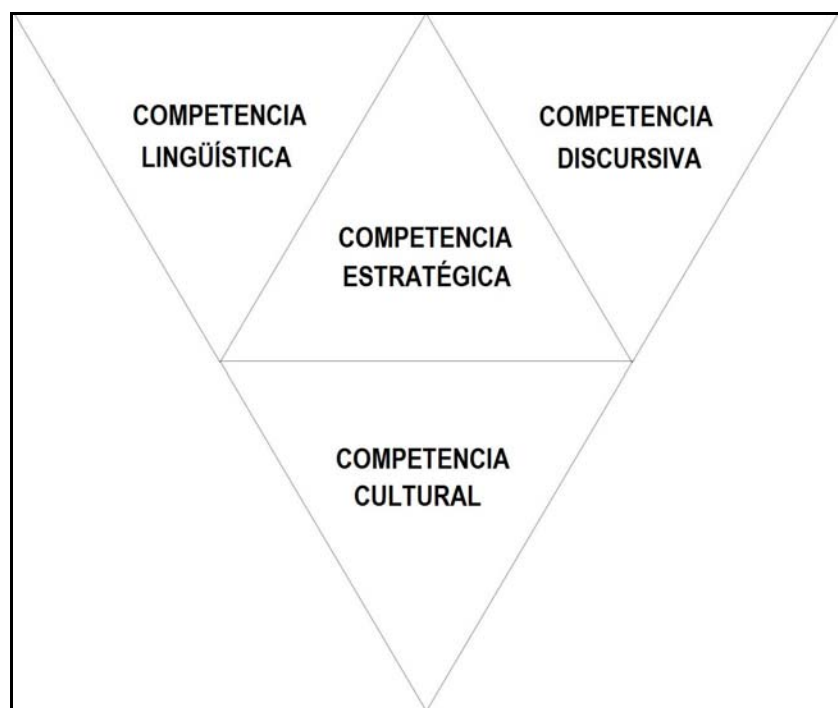 COMPETENCIA
LINGÜÍSTICA
COMPETENCIA
DISCURSIVA
COMPETENCIA
ESTRATÉGICA
COMPETENCIA
CULTURAL